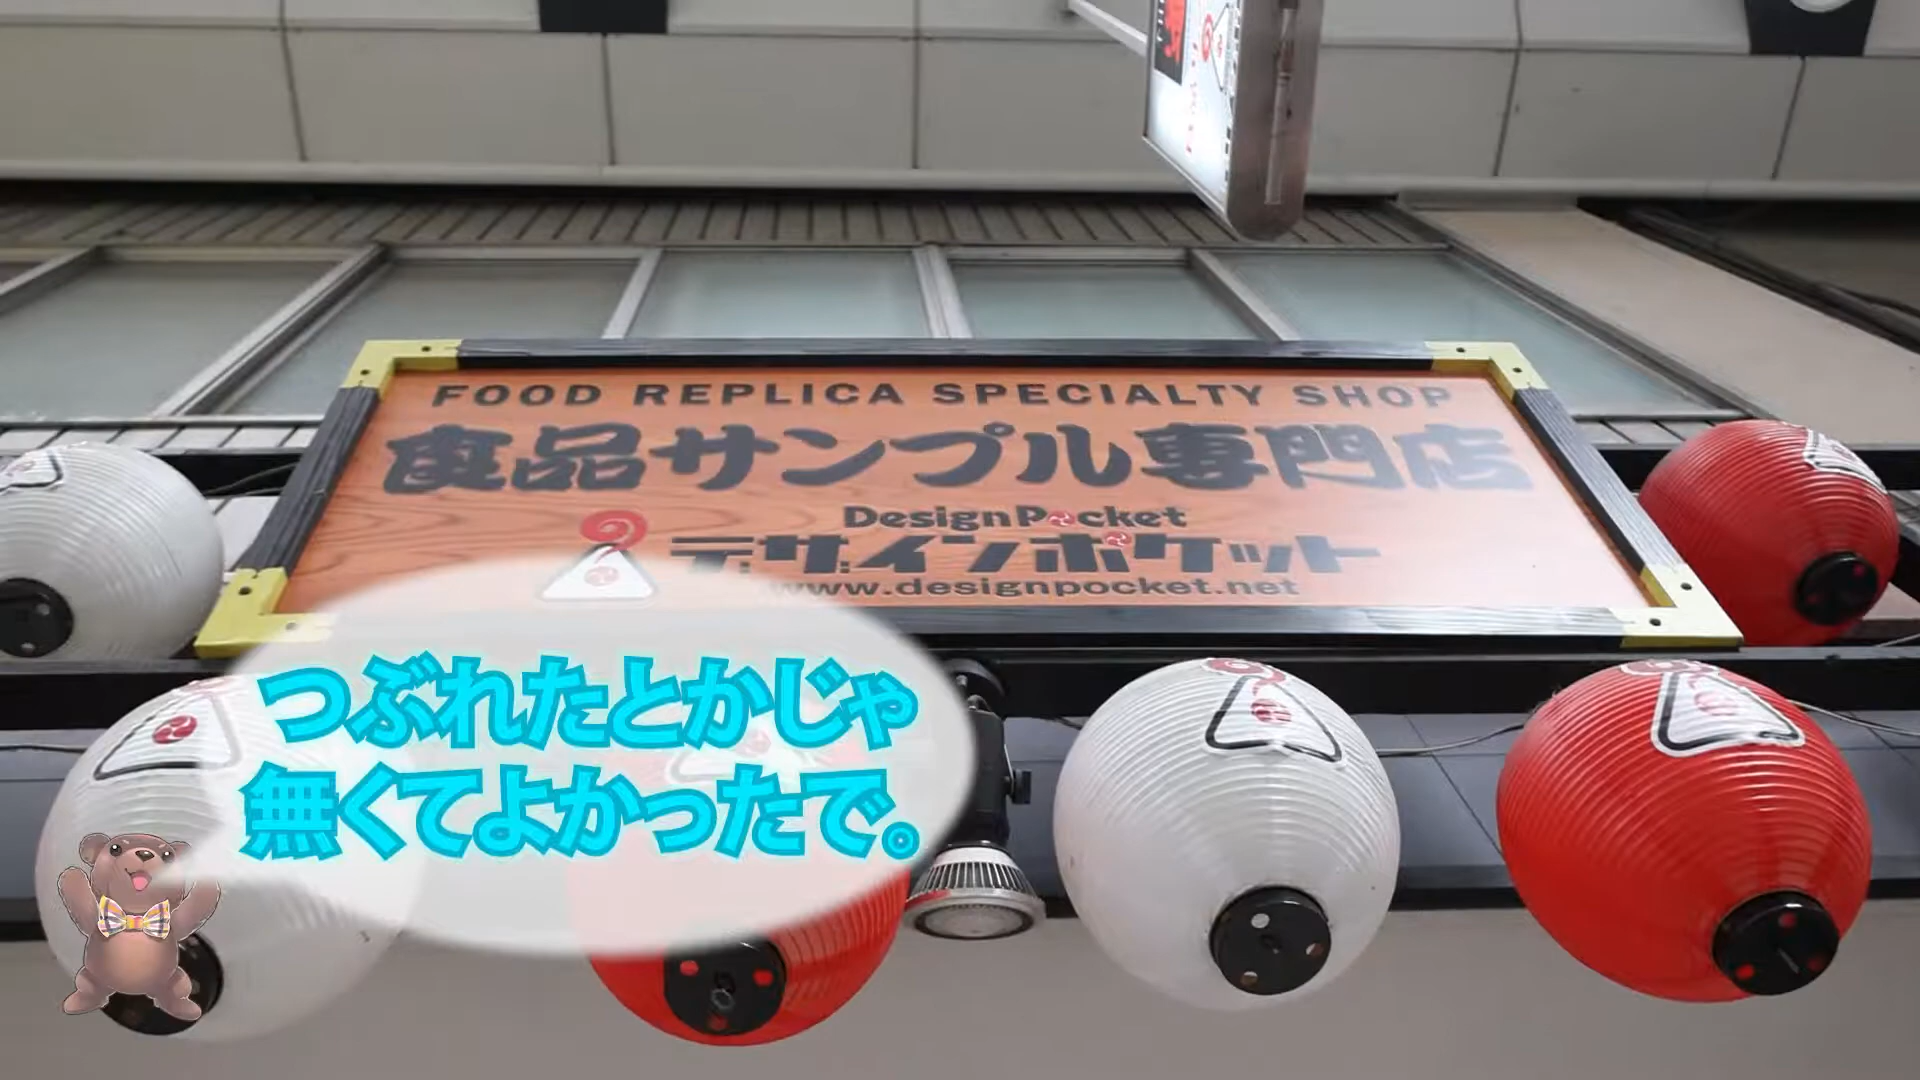 FOOD REPLICA SPECIALTY SHOP
食品サンプル専門店
DesignPocket
デザインポケット
www.designpocket.net
つぶれたとかじゃ
無くてよかったで。